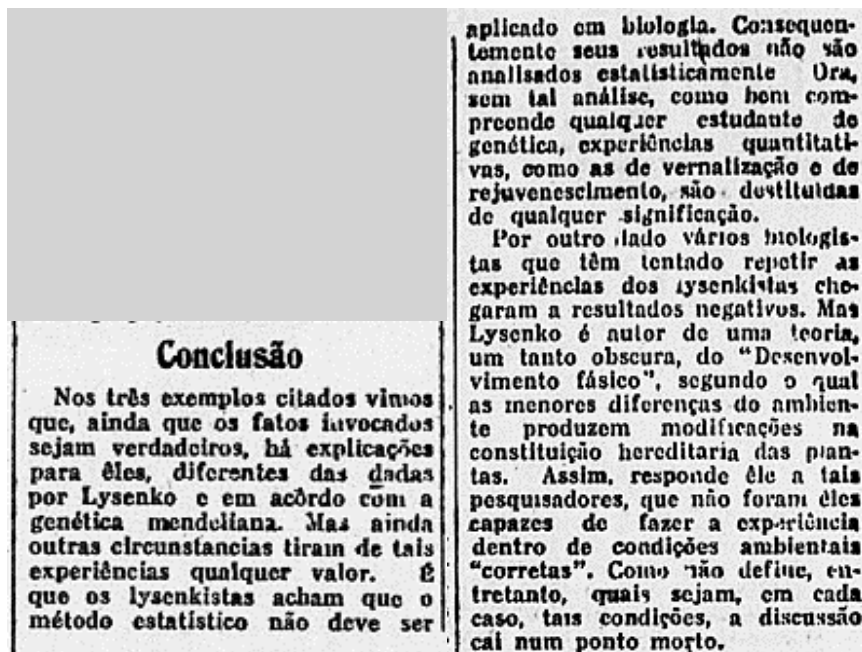 Conclusão
Nos três exemplos citados vimos
que, ainda que os fatos invocados
sejam verdadeiros, há explicações
para êles, diferentes das dadas
por Lysenko e em acôrdo com a
genética mendeliana. Mas ainda
outras circunstancias tiram de tais
experiências qualquer valor. É
que os lysenkistas acham que o
método estatístico não deve ser
aplicado em biologia. Consequen-
temente seus resultados não são
analisados estatisticamente Ora,
sem tal análise, como bem com-
preende qualquer estudante de
genética, experiências quantitati-
vas, como as de vernalização e de
rejuvenescimento, são destituidas
de qualquer significação.
Por outro lado vários biologis-
tas que têm tentado repetir as
experiências dos lysenkistas che-
garam a resultados negativos. Mas
Lysenko é autor de uma teoria,
um tanto obscura, do "Desenvol-
vimento fásico", segundo o qual
as menores diferenças do ambien-
te produzem modificações na
constituição hereditaria das plan-
tas. Assim, responde êle a tais
pesquisadores, que não foram êles
capazes de fazer a experiência
dentro de condições ambientais
"corretas". Como não define, en-
tretanto, quais sejam, em cada
caso, tais condições, a discussão
cai num ponto morto.